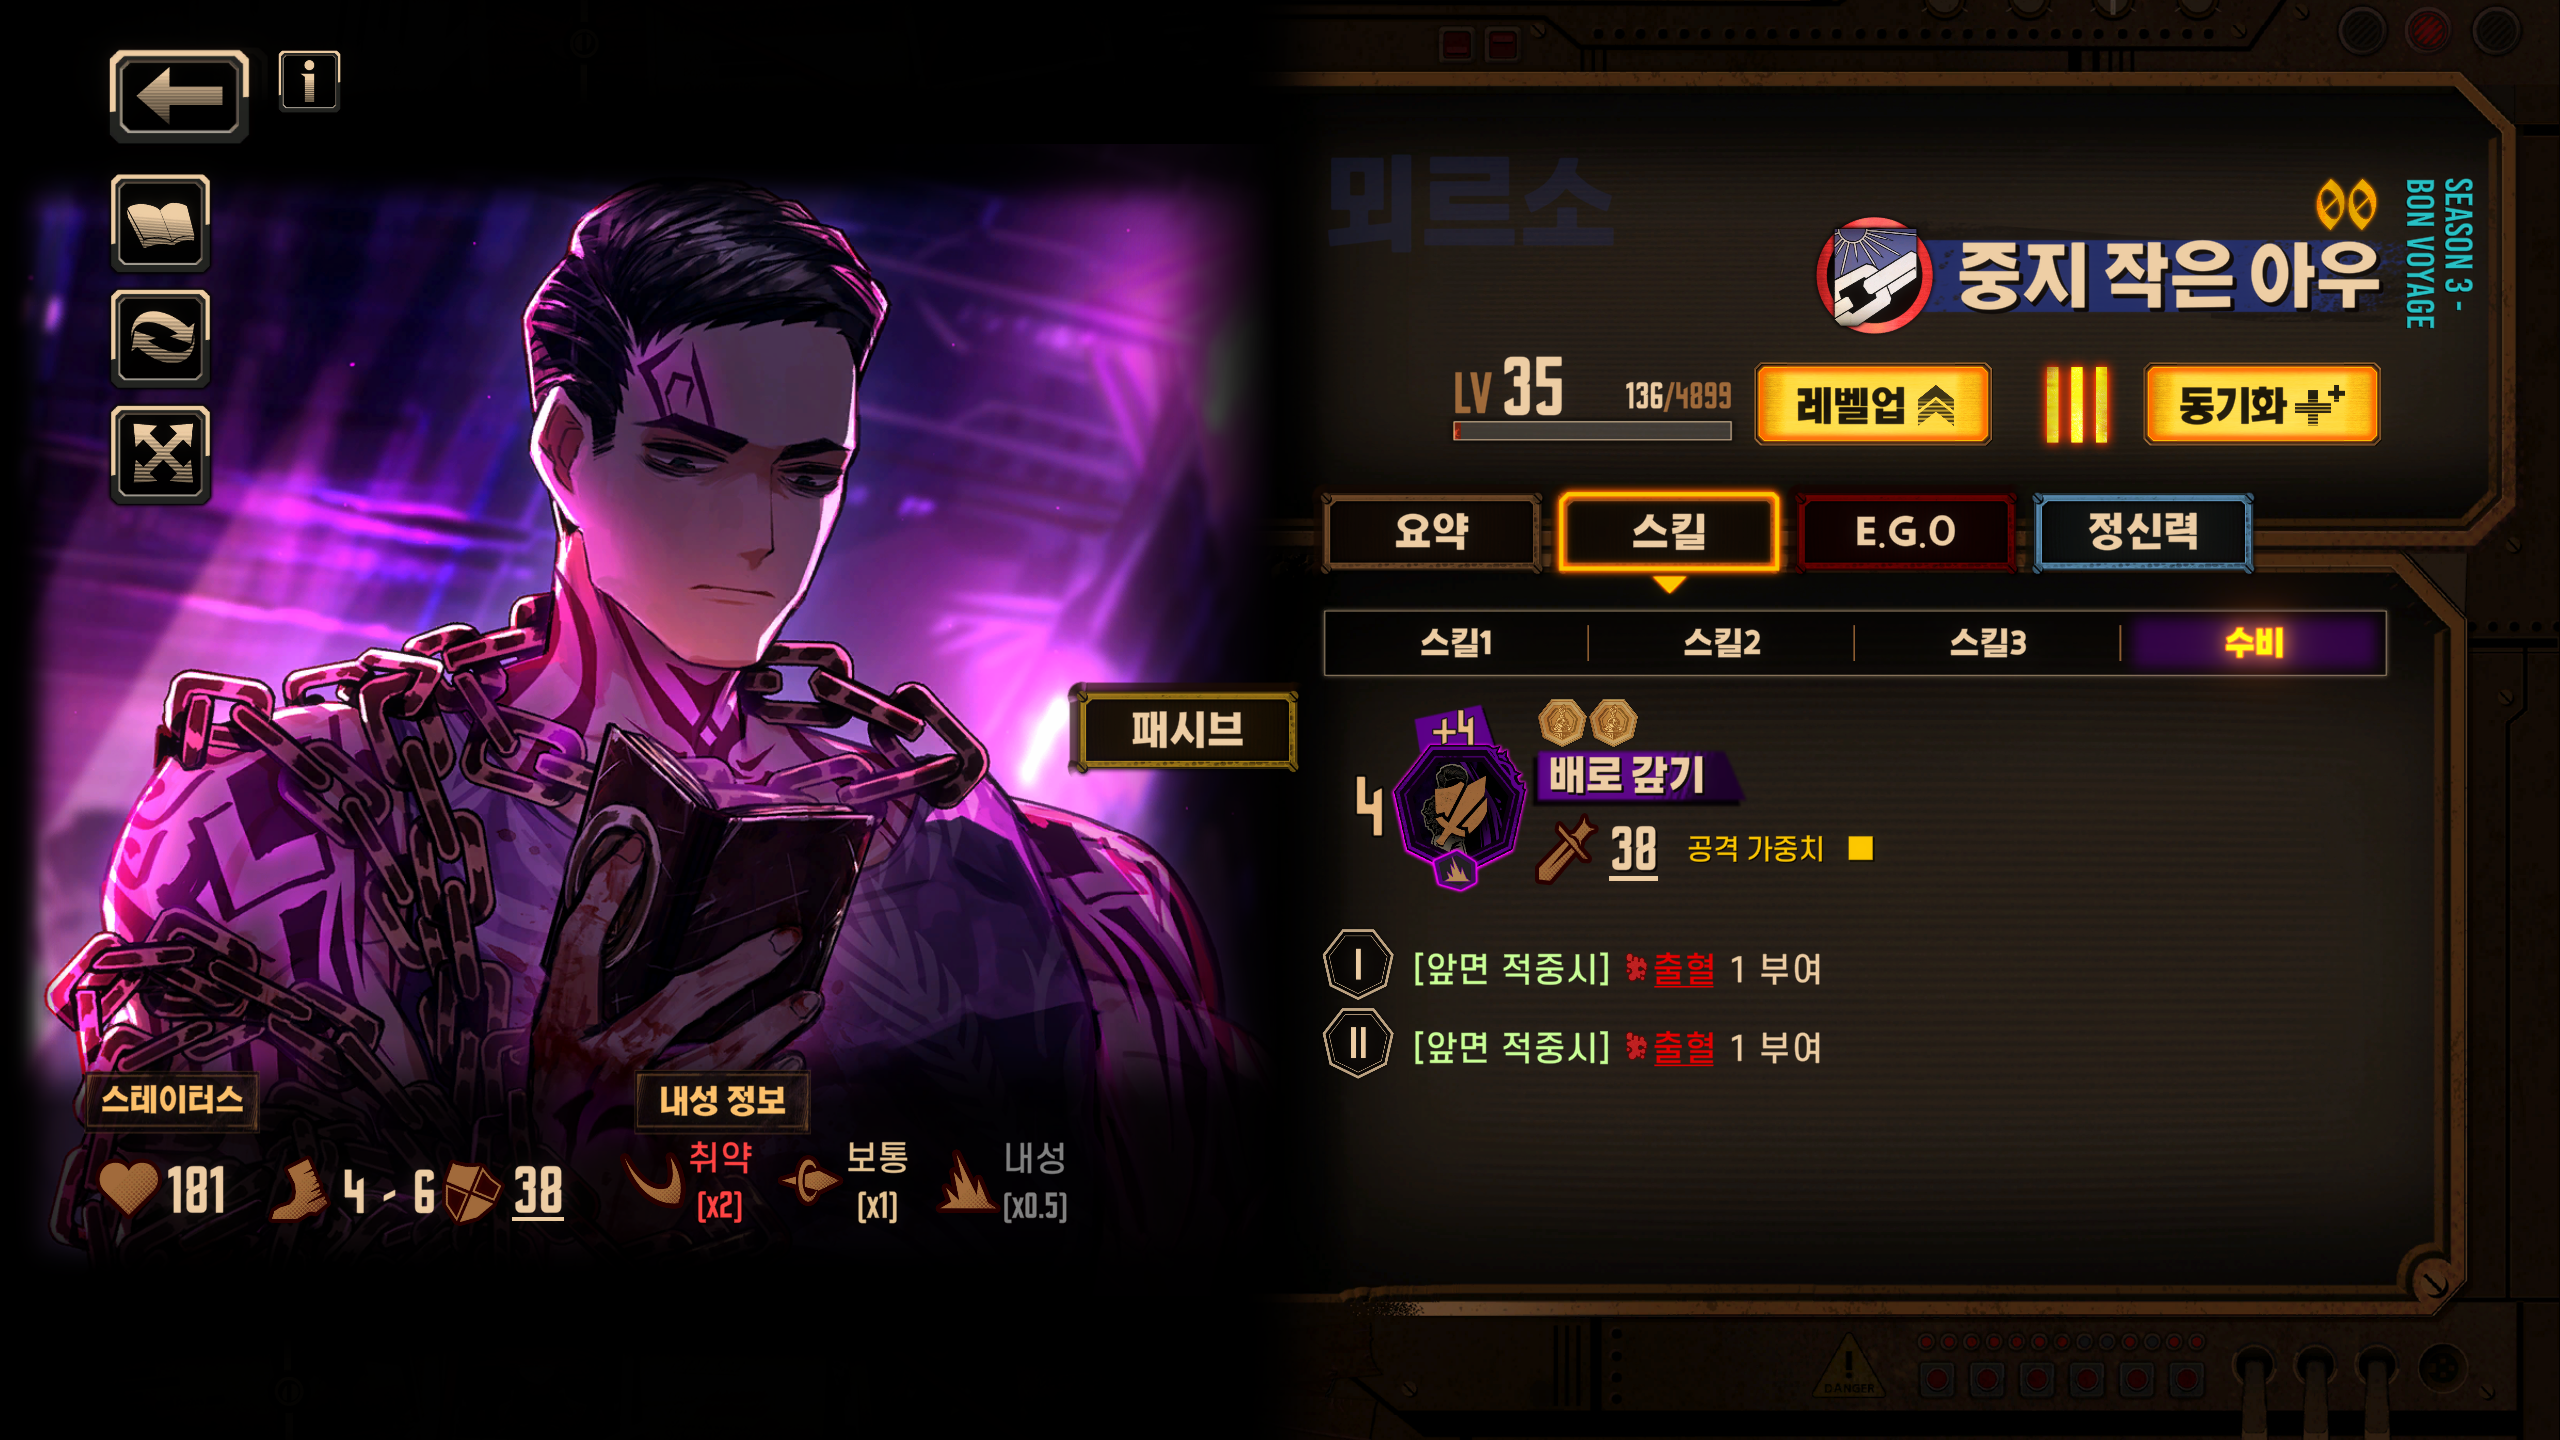 뫼르소
중지 작은 아우
SEASON 3 -
BON VOYAGE
LV 35
136/4899
레벨업
동기화
요약
스킬
E.G.O
정신력
스킬1
스킬2
스킬3
수비
패시브
+4
4
배로 갚기
38
공격 가중치
I
[앞면 적중시] 출혈 1 부여
II
[앞면 적중시] 출혈 1 부여
스테이터스
181
4 - 6
38
내성 정보
취약
[x2]
보통
[x1]
내성
[x0.5]
DANGER